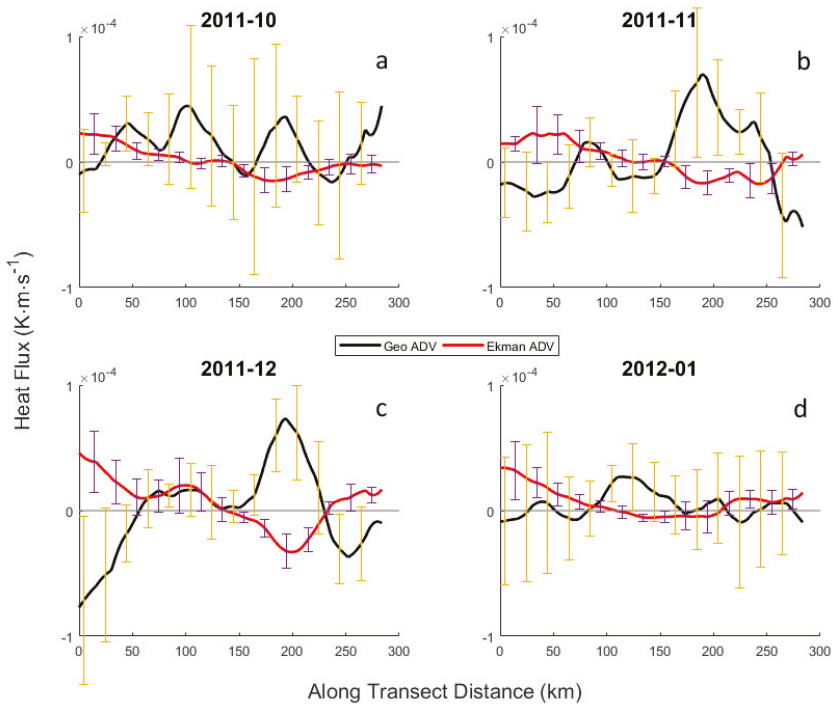 2011-10
2011-11
×10⁻⁴
×10⁻⁴
1
a
1
b
0
0
-1
-1
0 50 100 150 200 250 300
0 50 100 150 200 250 300
Heat Flux (K·m·s⁻¹)
Geo ADV Ekman ADV
2011-12
2012-01
×10⁻⁴
×10⁻⁴
1
c
1
d
0
0
-1
-1
0 50 100 150 200 250 300
0 50 100 150 200 250 300
Along Transect Distance (km)